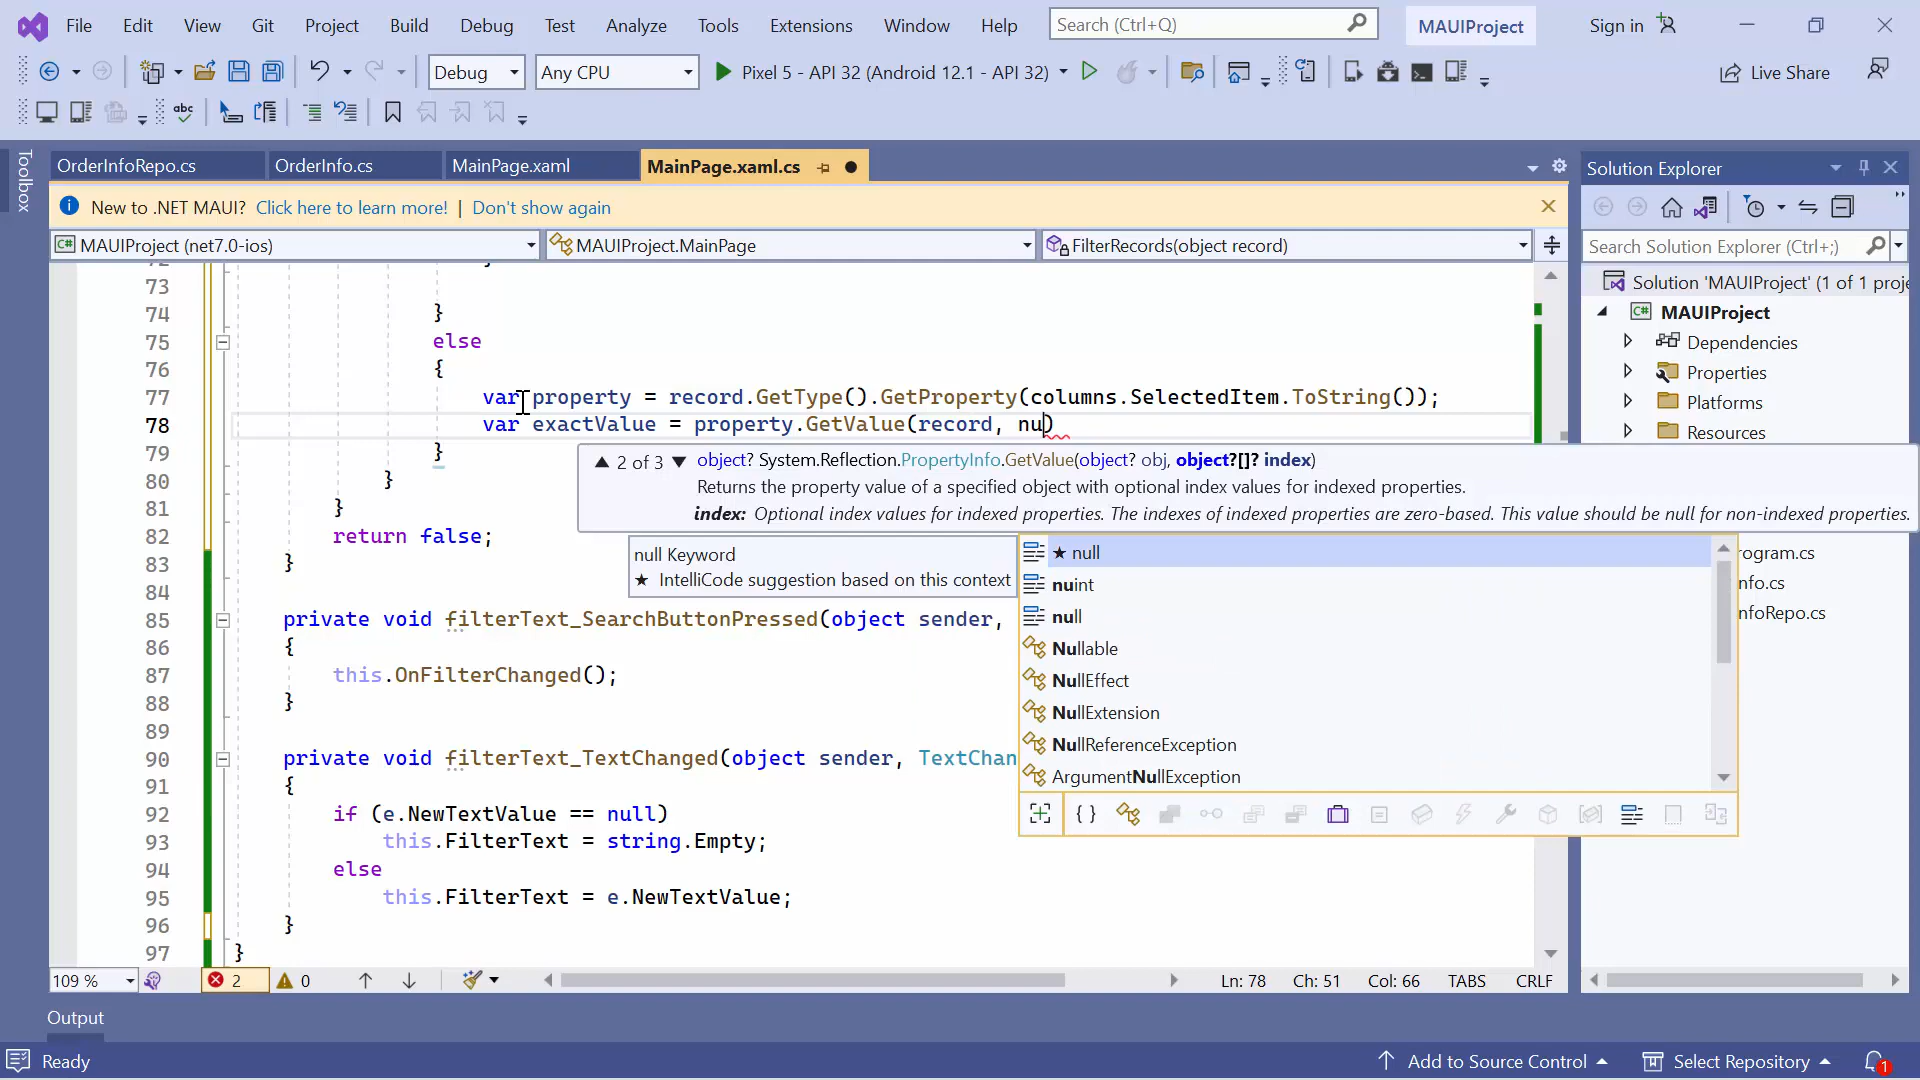 File Edit View Git Project Build Debug Test Analyze Tools Extensions Window Help Search (Ctrl+Q) MAUIProject Sign in
Debug Any CPU Pixel 5 - API 32 (Android 12.1 - API 32) Live Share
abc
Toolbox
OrderInfoRepo.cs OrderInfo.cs MainPage.xaml MainPage.xaml.cs
New to .NET MAUI? Click here to learn more! | Don't show again
MAUIProject (net7.0-ios) MAUIProject.MainPage FilterRecords(object record)
73
74 }
75 else
76 {
77 var property = record.GetType().GetProperty(columns.SelectedItem.ToString());
78 var exactValue = property.GetValue(record, nu)
79 }
80 }
81 }
82 return false;
83 }
84
85 private void filterText_SearchButtonPressed(object sender,
86 {
87 this.OnFilterChanged();
88 }
89
90 private void filterText_TextChanged(object sender, TextChan
91 {
92 if (e.NewTextValue == null)
93 this.FilterText = string.Empty;
94 else
95 this.FilterText = e.NewTextValue;
96 }
97 }
2 of 3 object? System.Reflection.PropertyInfo.GetValue(object? obj, object?[]? index)
Returns the property value of a specified object with optional index values for indexed properties.
index: Optional index values for indexed properties. The indexes of indexed properties are zero-based. This value should be null for non-indexed properties.
null Keyword
★ IntelliCode suggestion based on this context
★ null
nuint
null
Nullable
NullEffect
NullExtension
NullReferenceException
ArgumentNullException
Solution Explorer
Search Solution Explorer (Ctrl+;)
Solution 'MAUIProject' (1 of 1 proje
MAUIProject
Dependencies
Properties
Platforms
Resources
rogram.cs
nfo.cs
nfoRepo.cs
109 % 2 0 Ln: 78 Ch: 51 Col: 66 TABS CRLF
Output
Ready Add to Source Control Select Repository 1